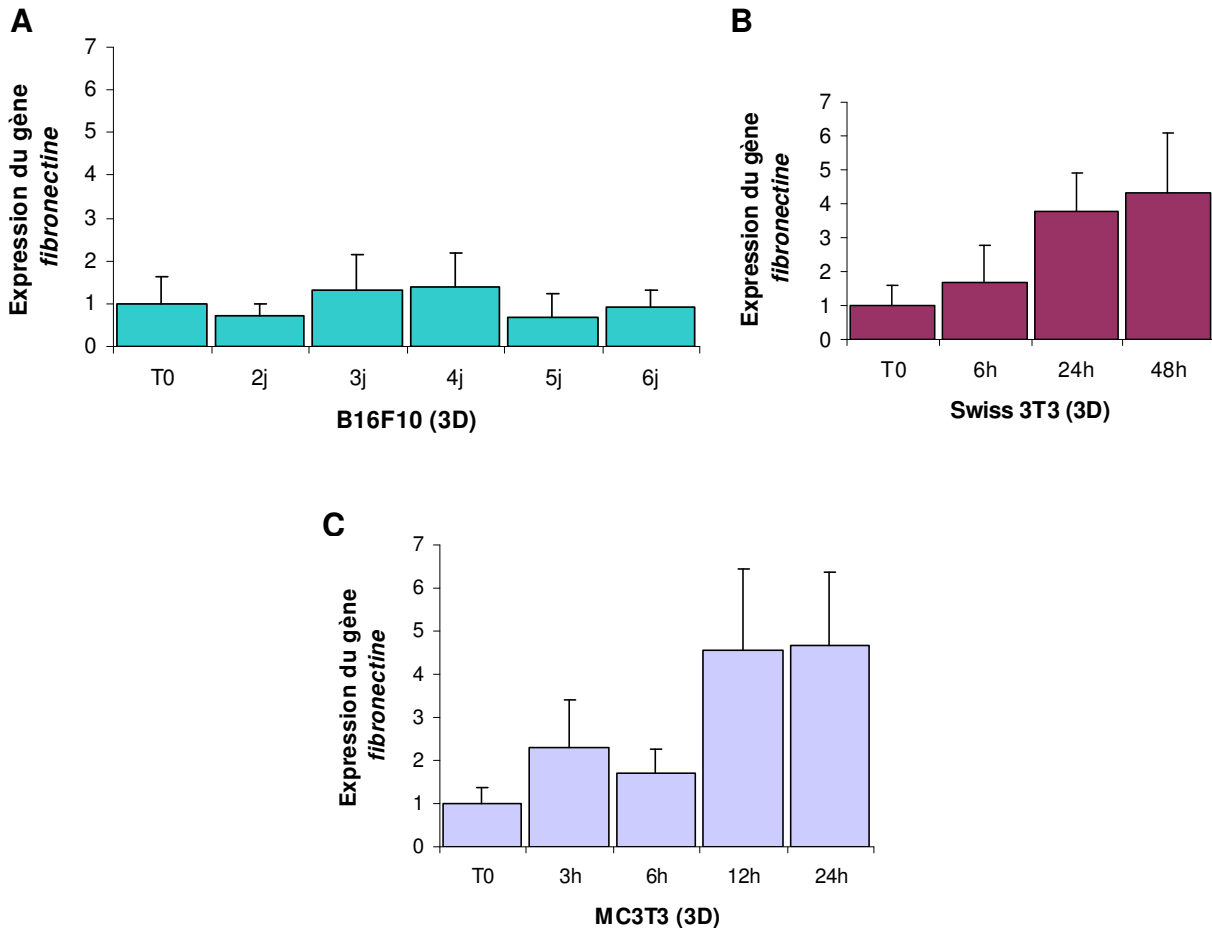 A
Expression du gène
fibronectine
7
6
5
4
3
2
1
0
T0 2j 3j 4j 5j 6j
B16F10 (3D)
B
Expression du gène
fibronectine
7
6
5
4
3
2
1
0
T0 6h 24h 48h
Swiss 3T3 (3D)
C
Expression du gène
fibronectine
7
6
5
4
3
2
1
0
T0 3h 6h 12h 24h
MC3T3 (3D)